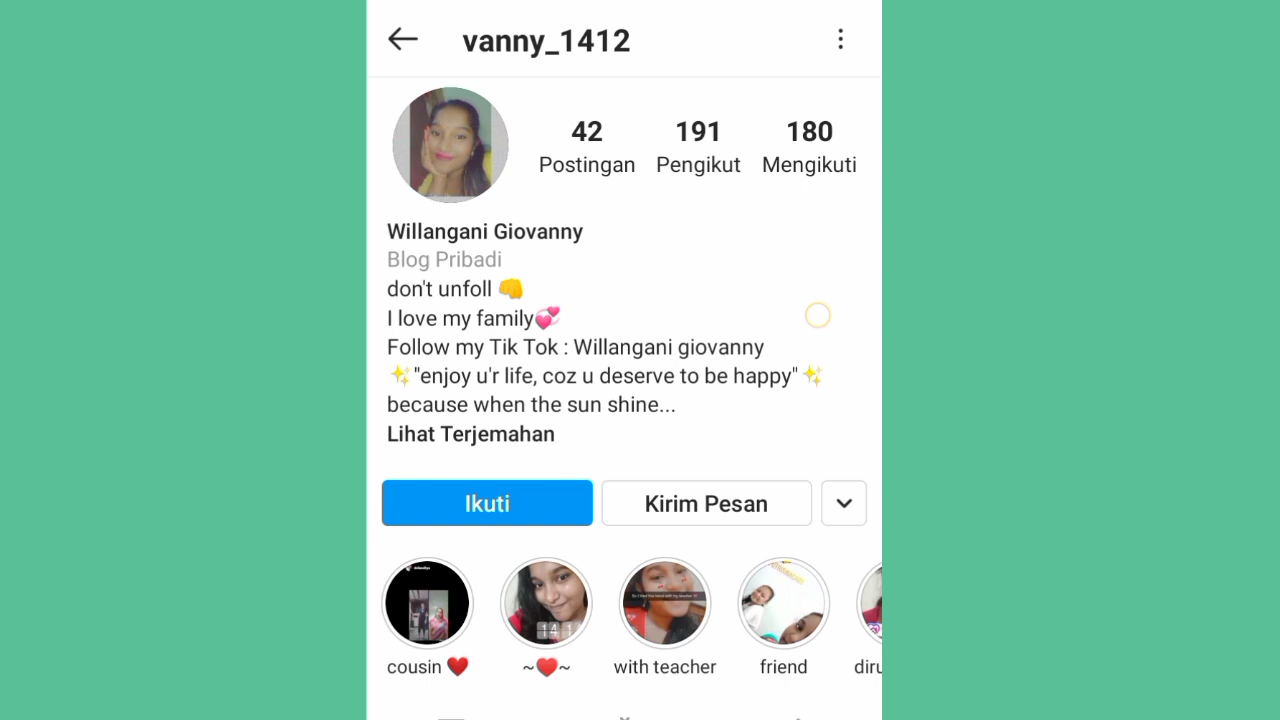 vanny_1412
42 191 180
Postingan Pengikut Mengikuti
Willangani Giovanny
Blog Pribadi
don't unfoll 👊
I love my family💞
Follow my Tik Tok : Willangani giovanny
✨"enjoy u'r life, coz u deserve to be happy"✨
because when the sun shine...
Lihat Terjemahan
Ikuti Kirim Pesan
cousin ❤️ ~❤️~ with teacher friend diru